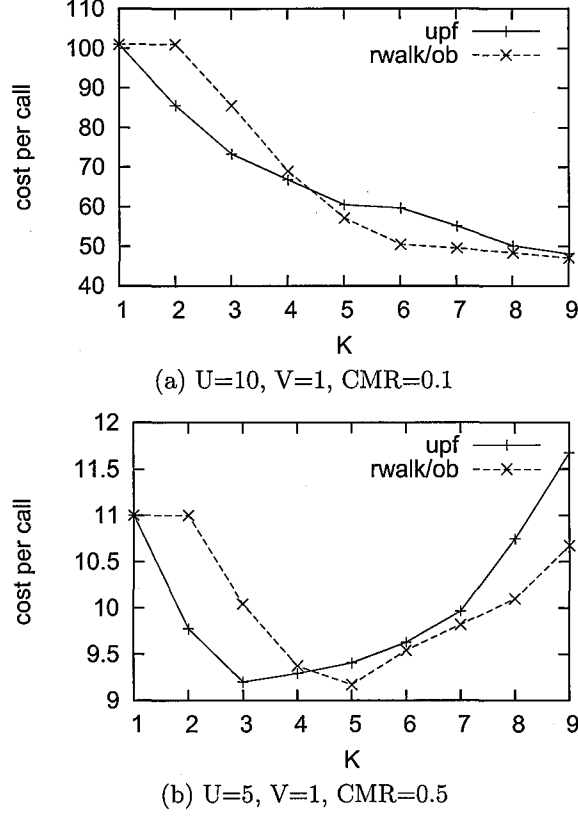 110
100
90
80
70
60
50
40
cost per call
upf
rwalk/ob
1 2 3 4 5 6 7 8 9
K
(a) U=10, V=1, CMR=0.1
12
11.5
11
10.5
10
9.5
9
cost per call
upf
rwalk/ob
1 2 3 4 5 6 7 8 9
K
(b) U=5, V=1, CMR=0.5